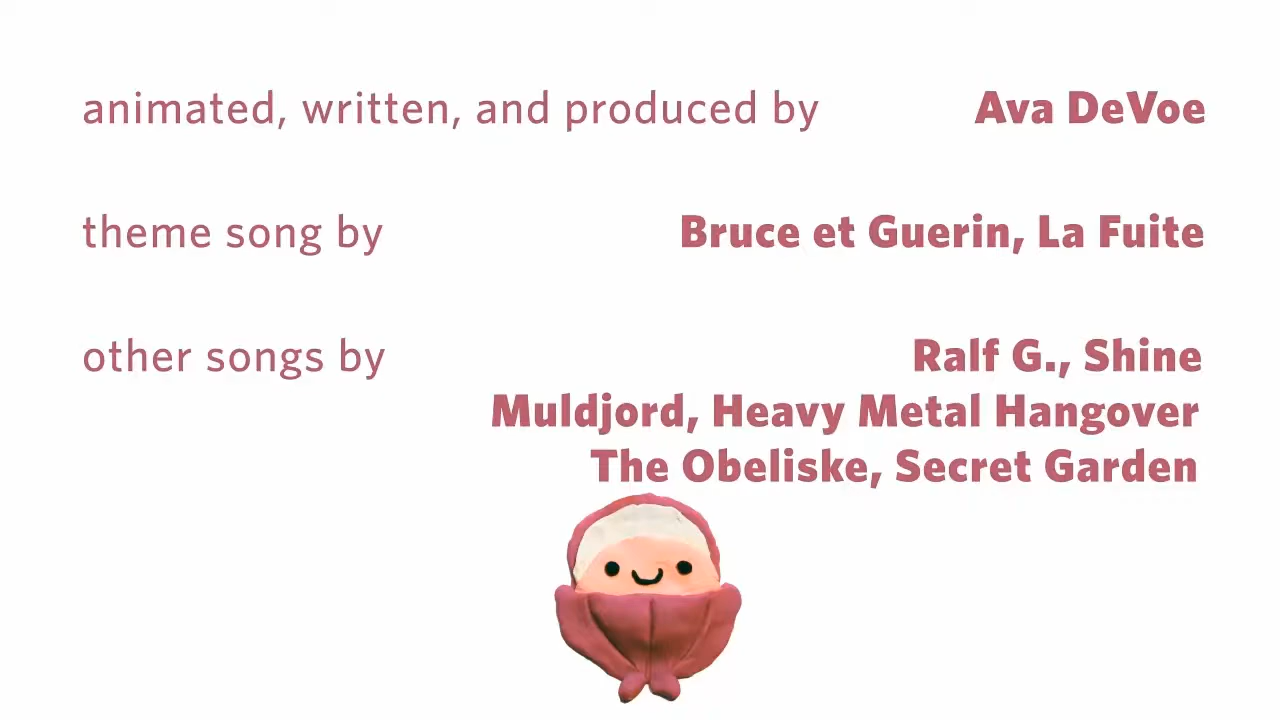 animated, written, and produced by Ava DeVoe
theme song by Bruce et Guerin, La Fuite
other songs by Ralf G., Shine
Muldjord, Heavy Metal Hangover
The Obeliske, Secret Garden